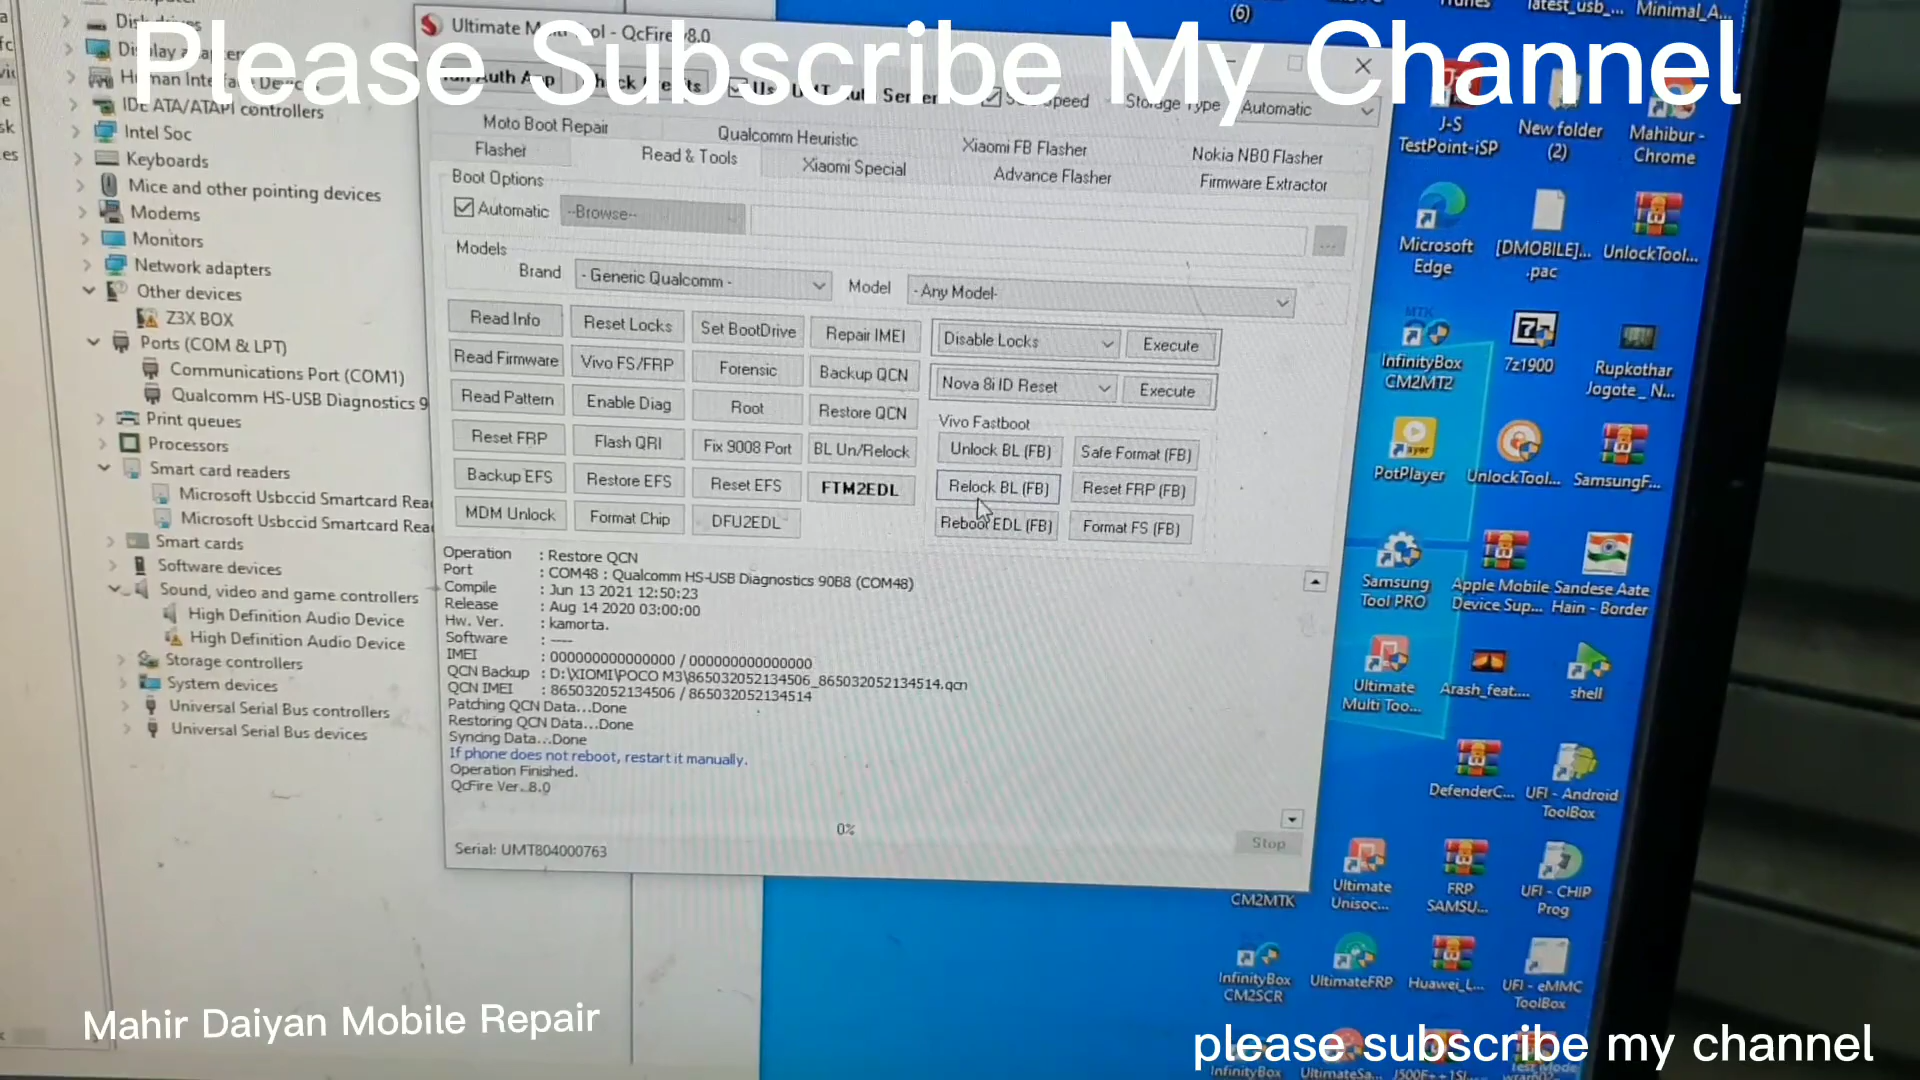 Please Subscribe My Channel
Display adapters
Human Interface Devices
IDE ATA/ATAPI controllers
Intel Soc
Keyboards
Mice and other pointing devices
Modems
Monitors
Network adapters
Other devices
Z3X BOX
Ports (COM & LPT)
Communications Port (COM1)
Qualcomm HS-USB Diagnostics 9
Print queues
Processors
Smart card readers
Microsoft Usbccid Smartcard Rea
Microsoft Usbccid Smartcard Rea
Smart cards
Software devices
Sound, video and game controllers
High Definition Audio Device
High Definition Audio Device
Storage controllers
System devices
Universal Serial Bus controllers
Universal Serial Bus devices
Ultimate Multi Tool - QcFire v8.0
Storage Type
Automatic
Moto Boot Repair
Qualcomm Heuristic
Xiaomi FB Flasher
Nokia NB0 Flasher
Flasher
Read & Tools
Xiaomi Special
Advance Flasher
Firmware Extractor
Boot Options
Automatic
--Browse--
...
Models
Brand
- Generic Qualcomm -
Model
- Any Model-
Read Info
Reset Locks
Set BootDrive
Repair IMEI
Disable Locks
Execute
Read Firmware
Vivo FS/FRP
Forensic
Backup QCN
Nova 8i ID Reset
Execute
Read Pattern
Enable Diag
Root
Restore QCN
Vivo Fastboot
Reset FRP
Flash QRI
Fix 9008 Port
BL Un/Relock
Unlock BL (FB)
Safe Format (FB)
Backup EFS
Restore EFS
Reset EFS
FTM2EDL
Relock BL (FB)
Reset FRP (FB)
MDM Unlock
Format Chip
DFU2EDL
Reboot EDL (FB)
Format FS (FB)
Operation : Restore QCN
Port : COM48 : Qualcomm HS-USB Diagnostics 90B8 (COM48)
Compile : Jun 13 2021 12:50:23
Release : Aug 14 2020 03:00:00
Hw. Ver. : kamorta.
Software : ----
IMEI : 000000000000000 / 000000000000000
QCN Backup : D:\XIOMI\POCO M3\865032052134506_865032052134514.qcn
QCN IMEI : 865032052134506 / 865032052134514
Patching QCN Data...Done
Restoring QCN Data...Done
Syncing Data...Done
If phone does not reboot, restart it manually.
Operation Finished.
QcFire Ver. 8.0
0%
Serial: UMT804000763
Stop
(6)
latest_usb_...
Minimal_A...
J-S
TestPoint-iSP
New folder
(2)
Mahibur -
Chrome
Microsoft
Edge
[DMOBILE]...
.pac
UnlockTool...
InfinityBox
CM2MT2
7z1900
Rupkothar
Jogote_ N...
PotPlayer
UnlockTool...
SamsungF...
Samsung
Tool PRO
Apple Mobile
Device Sup...
Sandese Aate
Hain - Border
Ultimate
Multi Too...
Arash_feat....
shell
DefenderC...
UFI - Android
ToolBox
CM2MTK
Ultimate
Unisoc...
FRP
SAMSU...
UFI - CHIP
Prog
InfinityBox
CM2SCR
UltimateFRP
Huawei_L...
UFI - eMMC
ToolBox
InfinityBox
UltimateSa...
Mahir Daiyan Mobile Repair
please subscribe my channel